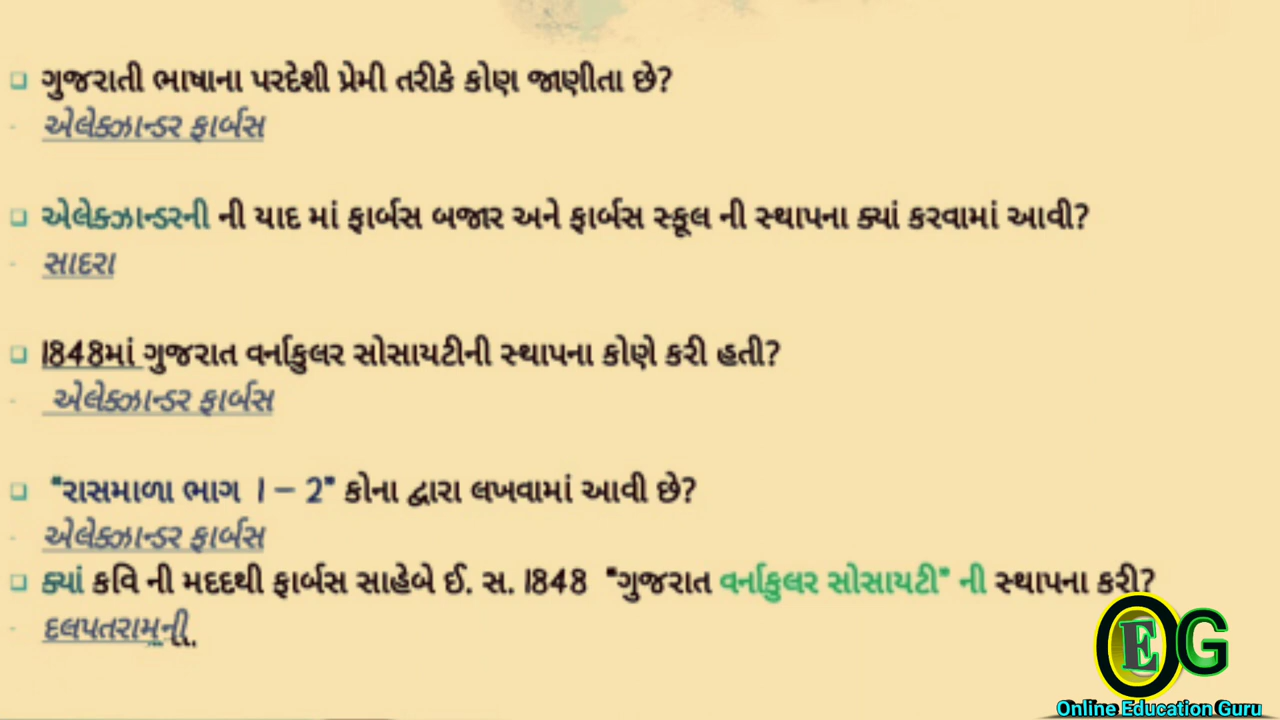 ગુજરાતી ભાષાના પરદેશી પ્રેમી તરીકે કોણ જાણીતા છે?
- એલેક્ઝાન્ડર ફાર્બસ
એલેક્ઝાન્ડરની ની યાદ માં ફાર્બસ બજાર અને ફાર્બસ સ્કૂલ ની સ્થાપના ક્યાં કરવામાં આવી?
- સાદરા
1848માં ગુજરાત વર્નાકુલર સોસાયટીની સ્થાપના કોણે કરી હતી?
- એલેક્ઝાન્ડર ફાર્બસ
"રાસમાળા ભાગ 1 – 2" કોના દ્વારા લખવામાં આવી છે?
- એલેક્ઝાન્ડર ફાર્બસ
ક્યાં કવિ ની મદદથી ફાર્બસ સાહેબે ઈ. સ. 1848 "ગુજરાત વર્નાકુલર સોસાયટી" ની સ્થાપના કરી?
- દલપતરામની.
OEG
Online Education Guru